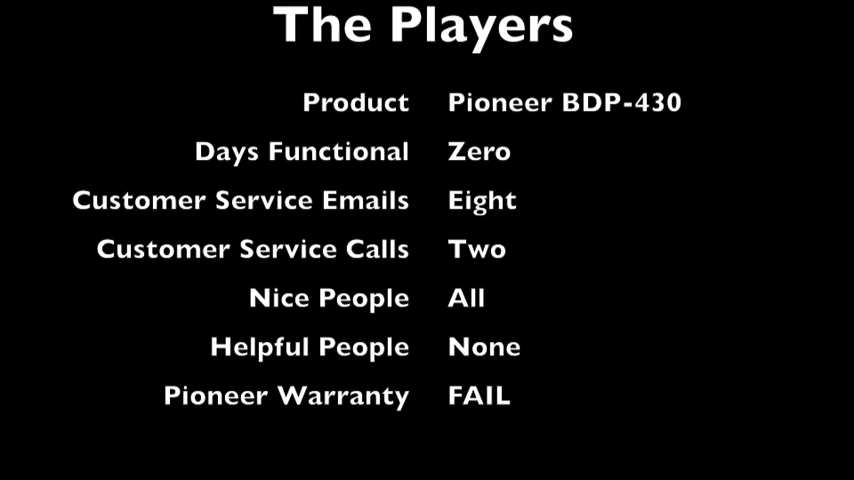 The Players
Product Pioneer BDP-430
Days Functional Zero
Customer Service Emails Eight
Customer Service Calls Two
Nice People All
Helpful People None
Pioneer Warranty FAIL